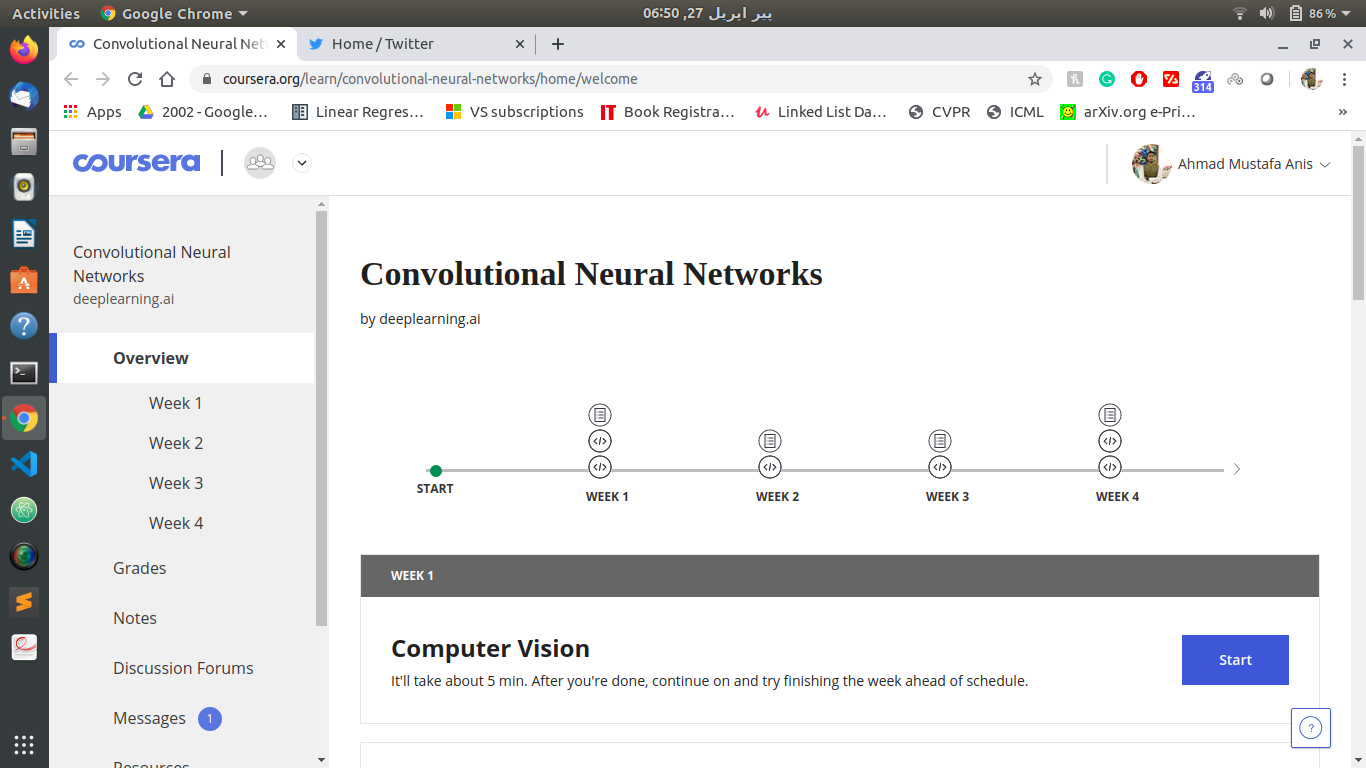 Activities Google Chrome پیر اپریل 27, 06:50 86%
Convolutional Neural Net Home / Twitter
coursera.org/learn/convolutional-neural-networks/home/welcome 314
Apps 2002 - Google… Linear Regres… VS subscriptions Book Registra… Linked List Da… CVPR ICML arXiv.org e-Pri… »
coursera Ahmad Mustafa Anis
Convolutional Neural
Networks
deeplearning.ai
Overview
Week 1
Week 2
Week 3
Week 4
Grades
Notes
Discussion Forums
Messages 1
Resources
Convolutional Neural Networks
by deeplearning.ai
START WEEK 1 WEEK 2 WEEK 3 WEEK 4
WEEK 1
Computer Vision
It'll take about 5 min. After you're done, continue on and try finishing the week ahead of schedule.
Start
?